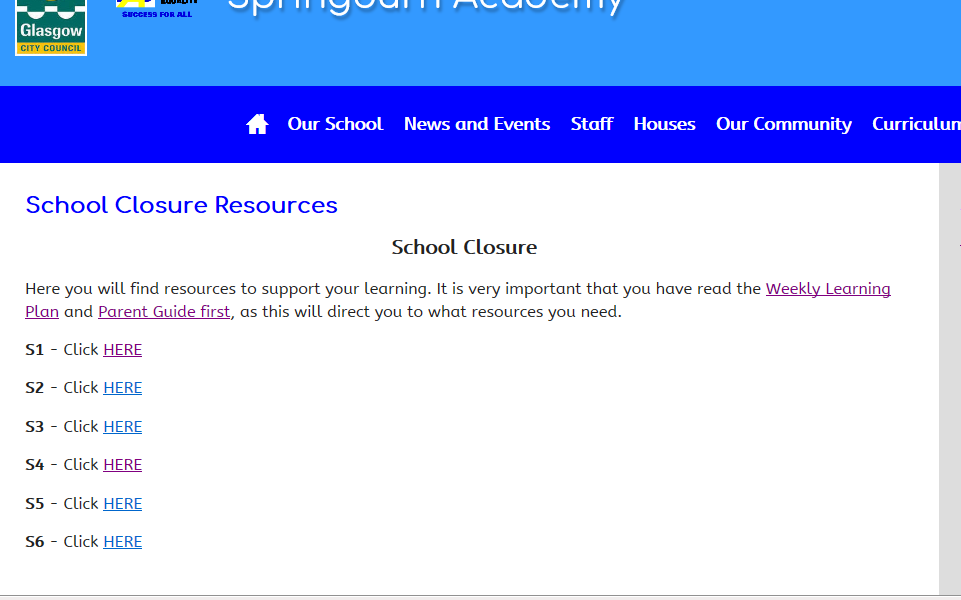 Glasgow
CITY COUNCIL
SUCCESS FOR ALL
Springburn Academy
Our School News and Events Staff Houses Our Community Curriculum
School Closure Resources
School Closure
Here you will find resources to support your learning. It is very important that you have read the Weekly Learning
Plan and Parent Guide first, as this will direct you to what resources you need.
S1 - Click HERE
S2 - Click HERE
S3 - Click HERE
S4 - Click HERE
S5 - Click HERE
S6 - Click HERE